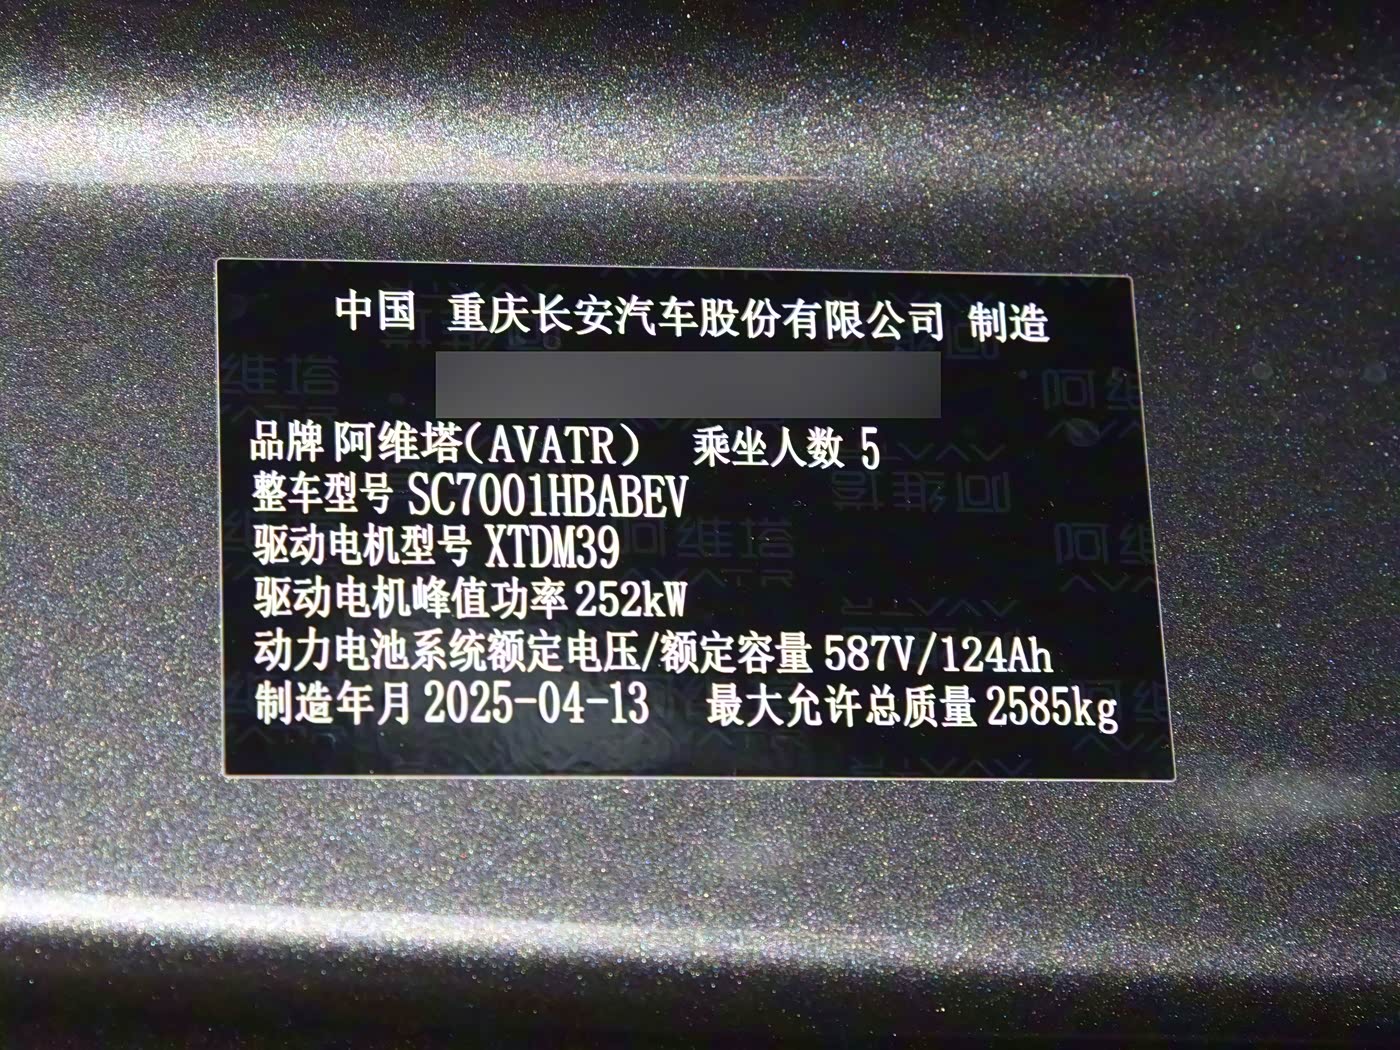 中国 重庆长安汽车股份有限公司 制造
品牌 阿维塔(AVATR) 乘坐人数 5
整车型号 SC7001HBABEV
驱动电机型号 XTDM39
驱动电机峰值功率 252kW
动力电池系统额定电压/额定容量 587V/124Ah
制造年月 2025-04-13 最大允许总质量 2585kg